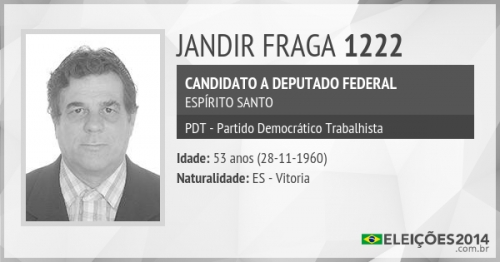 JANDIR FRAGA 1222
CANDIDATO A DEPUTADO FEDERAL
ESPÍRITO SANTO
PDT - Partido Democrático Trabalhista
Idade: 53 anos (28-11-1960)
Naturalidade: ES - Vitoria
ELEIÇÕES2014
.com.br